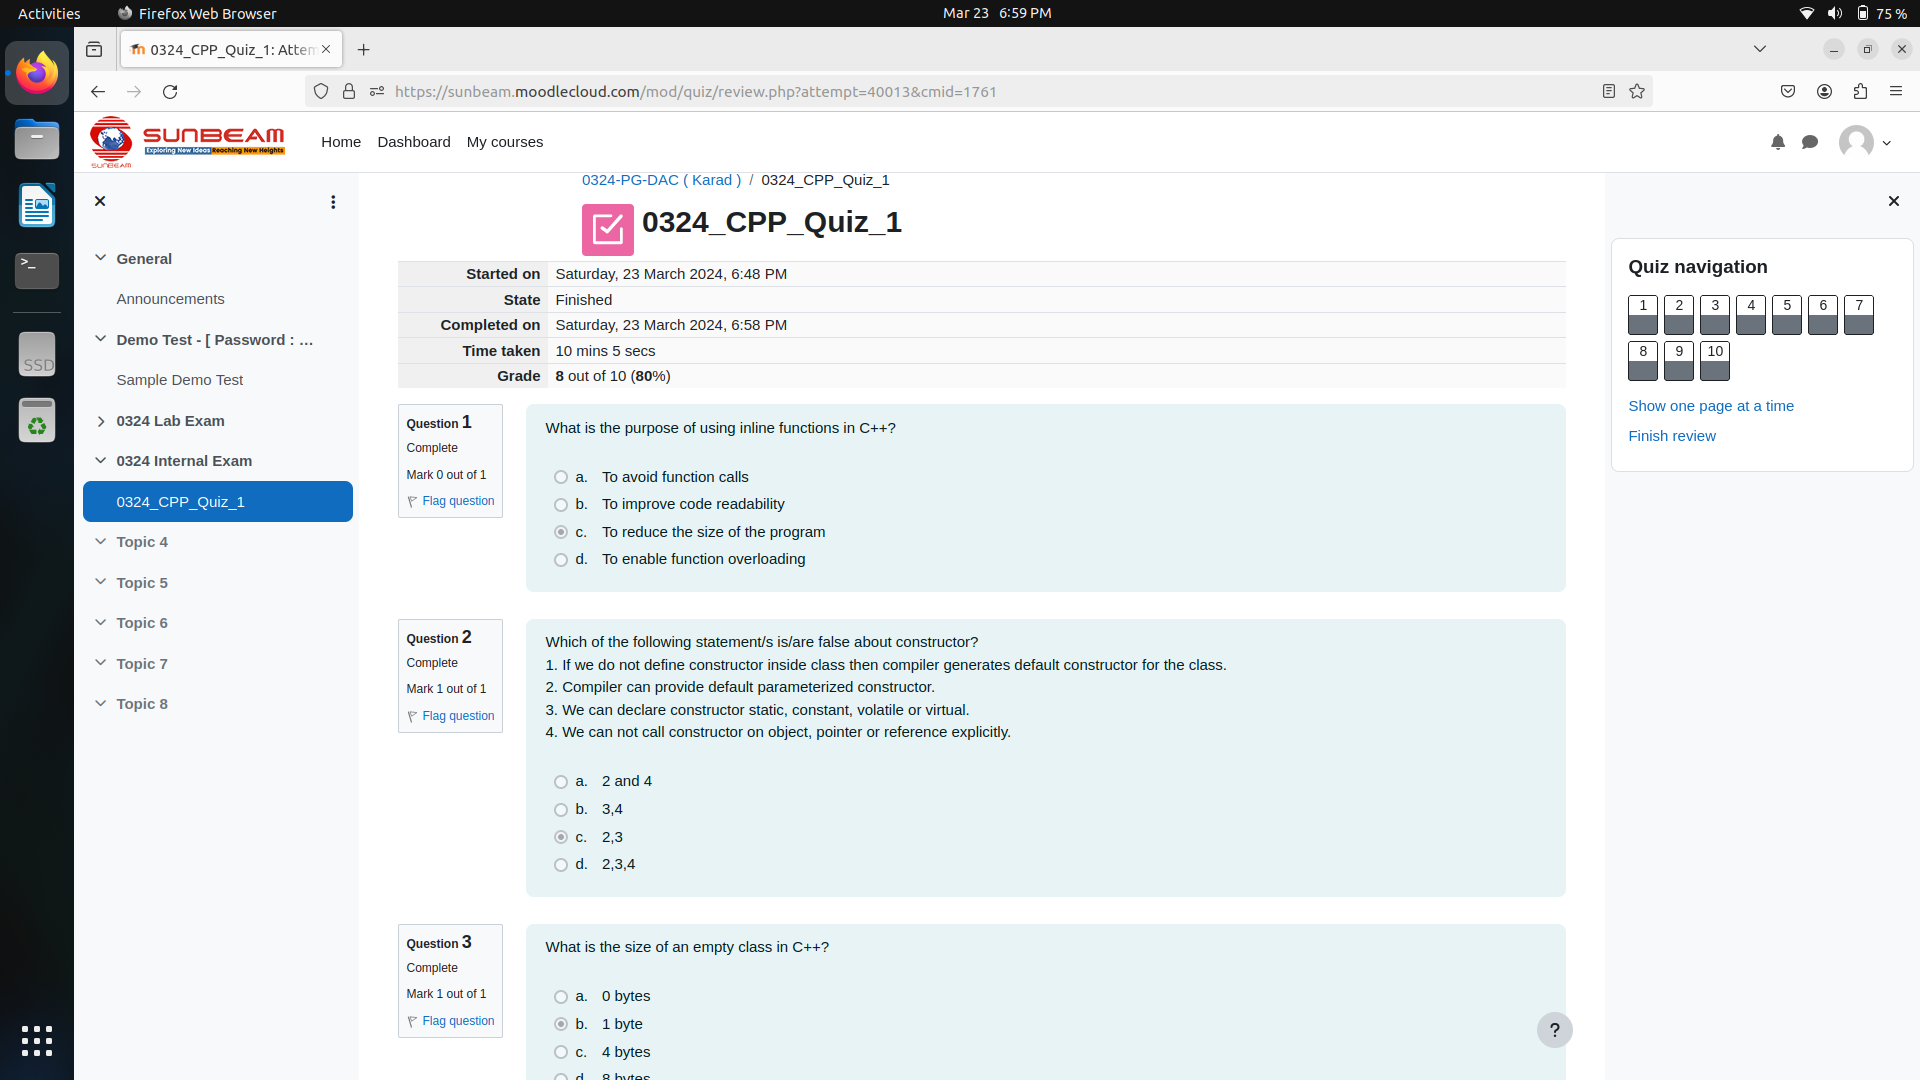 Activities
Firefox Web Browser
Mar 23 6:59 PM
75 %
0324_CPP_Quiz_1: Attem
https://sunbeam.moodlecloud.com/mod/quiz/review.php?attempt=40013&cmid=1761
SUNBEAM
Exploring New Ideas Reaching New Heights
SUNBEAM
Home
Dashboard
My courses
General
Announcements
Demo Test - [ Password : ...
Sample Demo Test
0324 Lab Exam
0324 Internal Exam
0324_CPP_Quiz_1
Topic 4
Topic 5
Topic 6
Topic 7
Topic 8
SSD
>_
0324-PG-DAC ( Karad ) / 0324_CPP_Quiz_1
0324_CPP_Quiz_1
Started on Saturday, 23 March 2024, 6:48 PM
State Finished
Completed on Saturday, 23 March 2024, 6:58 PM
Time taken 10 mins 5 secs
Grade 8 out of 10 (80%)
Question 1
Complete
Mark 0 out of 1
Flag question
What is the purpose of using inline functions in C++?
a. To avoid function calls
b. To improve code readability
c. To reduce the size of the program
d. To enable function overloading
Question 2
Complete
Mark 1 out of 1
Flag question
Which of the following statement/s is/are false about constructor?
1. If we do not define constructor inside class then compiler generates default constructor for the class.
2. Compiler can provide default parameterized constructor.
3. We can declare constructor static, constant, volatile or virtual.
4. We can not call constructor on object, pointer or reference explicitly.
a. 2 and 4
b. 3,4
c. 2,3
d. 2,3,4
Question 3
Complete
Mark 1 out of 1
Flag question
What is the size of an empty class in C++?
a. 0 bytes
b. 1 byte
c. 4 bytes
d. 8 bytes
Quiz navigation
1 2 3 4 5 6 7
8 9 10
Show one page at a time
Finish review
?